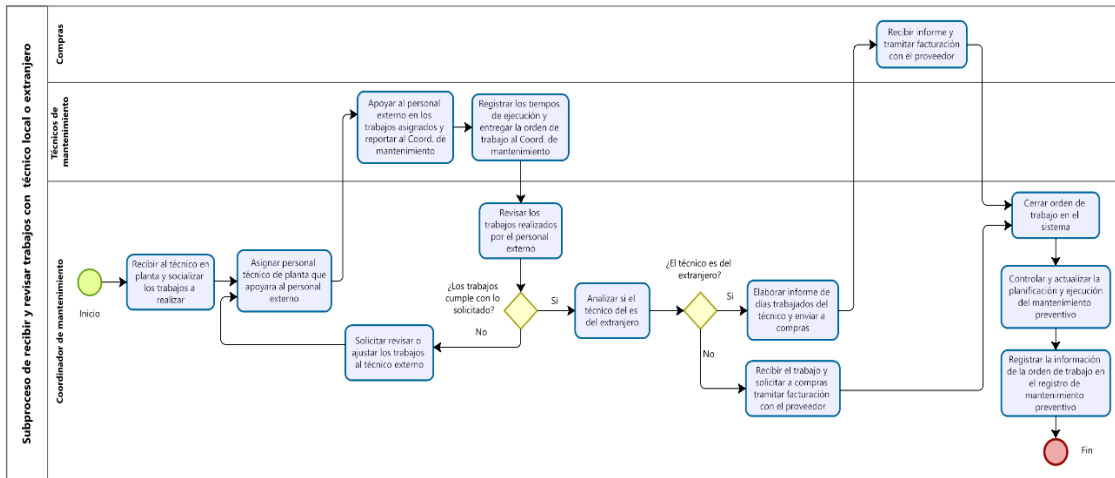 Subproceso de recibir y revisar trabajos con técnico local o extranjero
Compras
Recibir informe y
tramitar facturación
con el proveedor
Técnicos de
mantenimiento
Apoyar al personal
externo en los
trabajos asignados y
reportar al Coord. de
mantenimiento
Registrar los tiempos
de ejecución y
entregar la orden de
trabajo al Coord. de
mantenimiento
Coordinador de mantenimiento
Inicio
Recibir al técnico en
planta y socializar
los trabajos a
realizar
Asignar personal
técnico de planta que
apoyara al personal
externo
Revisar los
trabajos realizados
por el personal
externo
¿Los trabajos
cumple con lo
solicitado?
No
Solicitar revisar o
ajustar los trabajos
al técnico externo
Si
Analizar si el
técnico del es
del extranjero
¿El técnico es del
extranjero?
Si
Elaborar informe de
días trabajados del
técnico y enviar a
compras
No
Recibir el trabajo y
solicitar a compras
tramitar facturación
con el proveedor
Cerrar orden de
trabajo en el
sistema
Controlar y actualizar la
planificación y ejecución
del mantenimiento
preventivo
Registrar la información
de la orden de trabajo en
el registro de
mantenimiento
preventivo
Fin